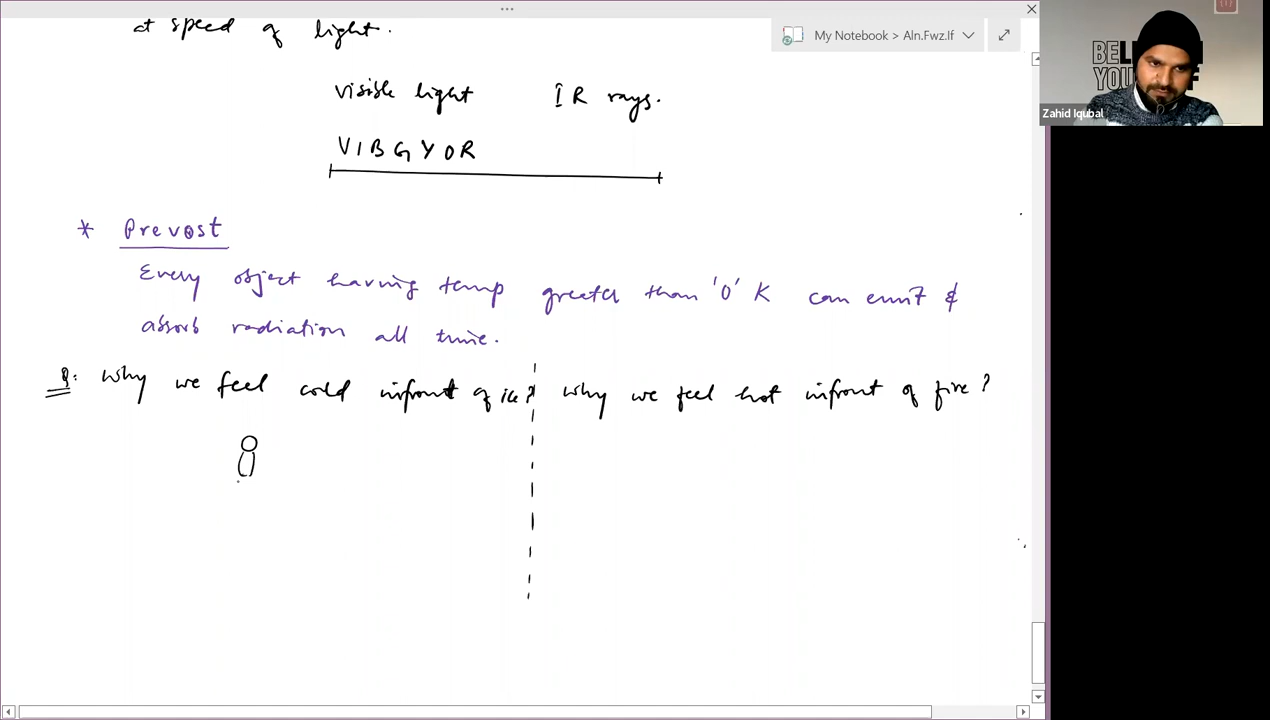 at speed of light.
My Notebook > Aln.Fwz.If
visible light IR rays.
VIBGYOR
Zahid Iqubal
* Prevost
Every object having temp greater than '0' K can emit &
absorb radiation all time.
Q: why we feel cold infront of ice? why we feel hot infront of fire?